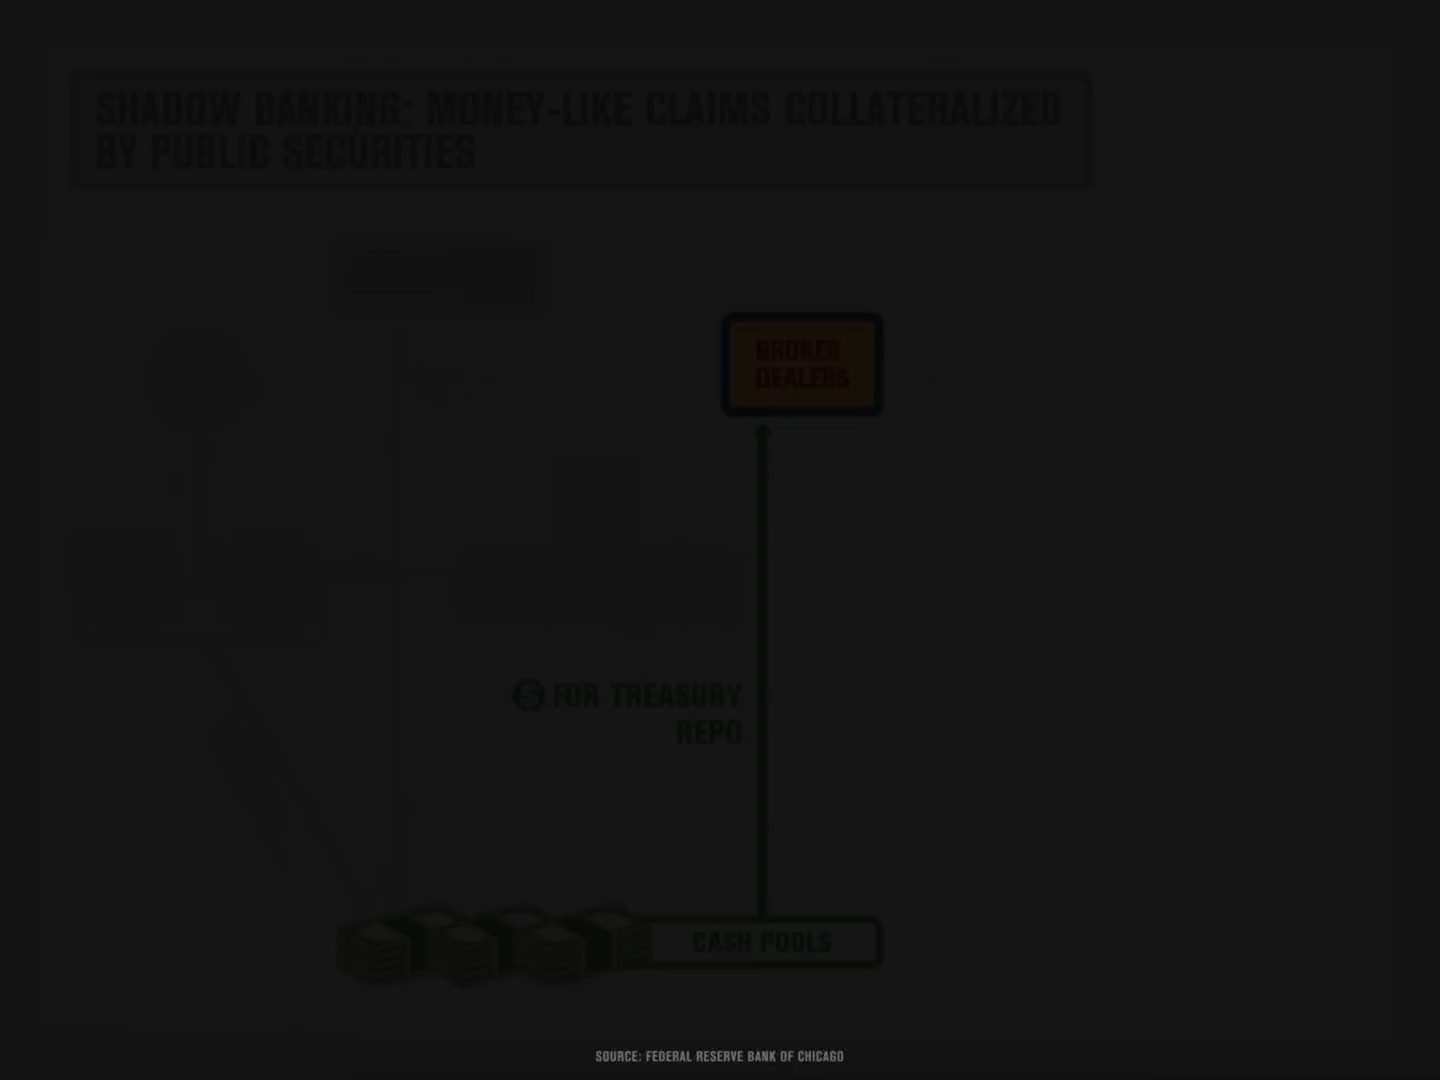 SHADOW BANKING: MONEY-LIKE CLAIMS COLLATERALIZED
BY PUBLIC SECURITIES
BROKER
DEALERS
$ FOR TREASURY
REPO
CASH POOLS
SOURCE: FEDERAL RESERVE BANK OF CHICAGO